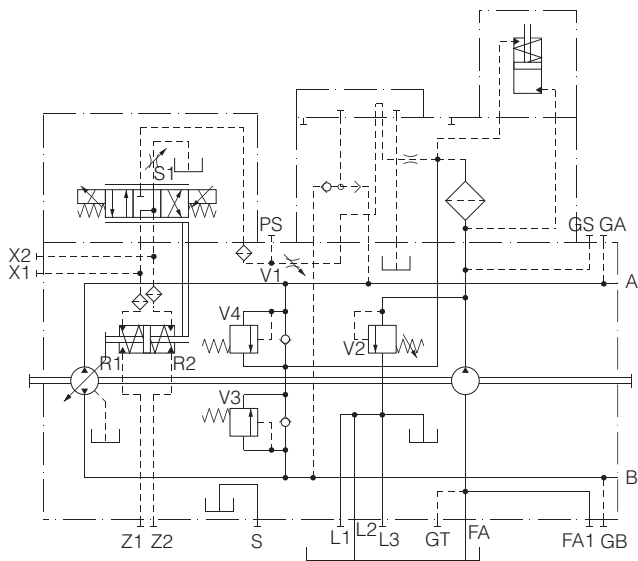 S1
PS
GS GA
X2
X1
V1
A
V4
V2
R1 R2
V3
B
Z1 Z2 S L1 L2 L3 GT FA FA1 GB